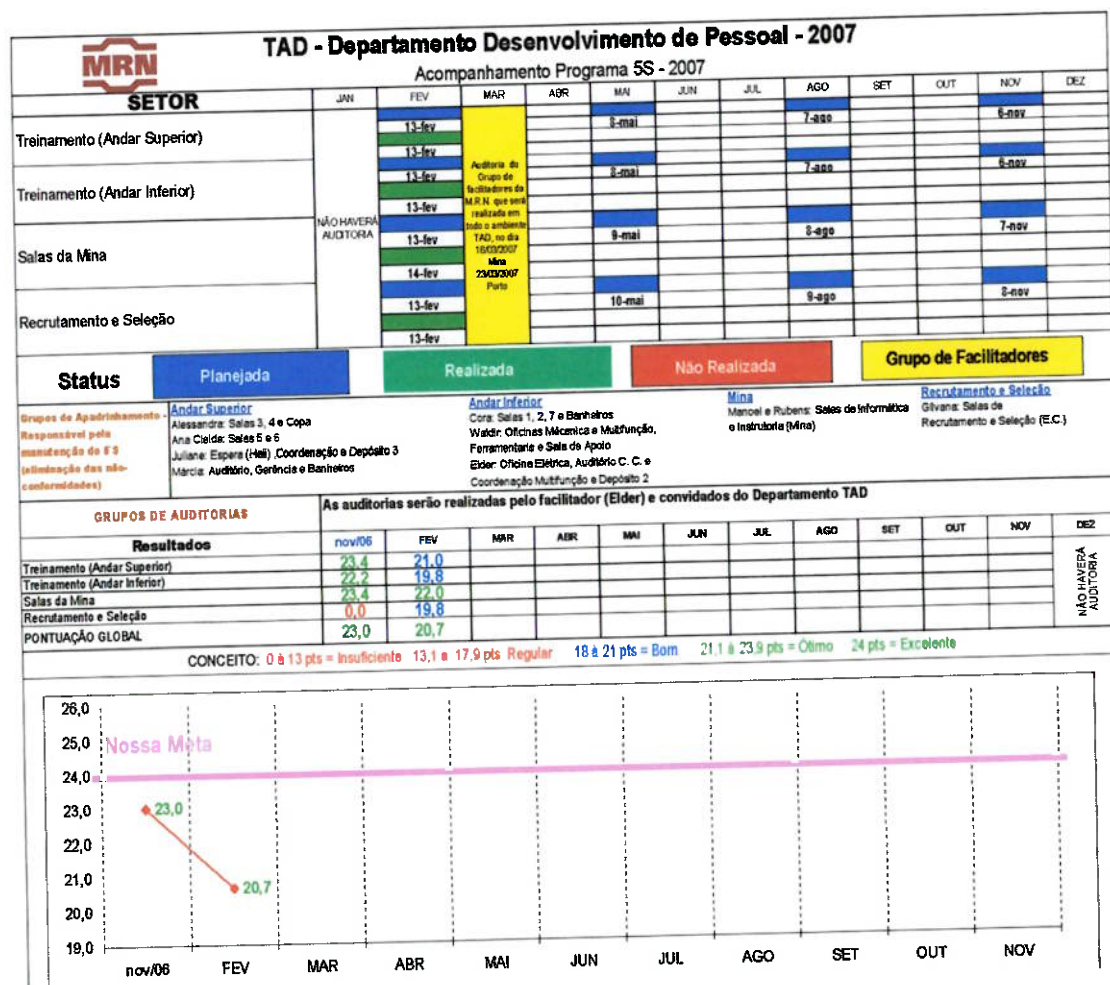 MRN
TAD - Departamento Desenvolvimento de Pessoal - 2007
Acompanhamento Programa 5S - 2007
SETOR JAN FEV MAR ABR MAI JUN JUL AGO SET OUT NOV DEZ
Treinamento (Andar Superior)
13-fev 8-mai 7-ago 6-nov
13-fev
Treinamento (Andar Inferior)
13-fev 8-mai 7-ago 6-nov
13-fev
Salas da Mina
13-fev 9-mai 8-ago 7-nov
14-fev
Recrutamento e Seleção
13-fev 10-mai 9-ago 8-nov
13-fev
NÃO HAVERÁ
AUDITORIA
Auditoria do
Grupo de
facilitadores da
M.R.N. que será
realizada em
todo o ambiente
TAD, no dia
16/03/2007
Mina
23/03/2007
Porto
Status Planejada Realizada Não Realizada Grupo de Facilitadores
Grupos de Apadrinhamento -
Responsável pela
manutenção do 5'S
(eliminação das não-
conformidades)
Andar Superior
Alessandra: Salas 3, 4 e Copa
Ana Cleide: Salas 5 e 6
Juliane: Espera (Hall) ,Coordenação e Depósito 3
Márcia: Auditório, Gerência e Banheiros
Andar Inferior
Cora: Salas 1, 2, 7 e Banheiros
Waldir: Oficinas Mecânica e Multifunção,
Ferramentaria e Sala de Apoio
Elder: Oficina Elétrica, Auditório C. C. e
Coordenação Multifunção e Depósito 2
Mina
Manoel e Rubens: Salas de Informática
e Instrutoria (Mina)
Recrutamento e Seleção
Gilvana: Salas de
Recrutamento e Seleção (E.C.)
GRUPOS DE AUDITORIAS
As auditorias serão realizadas pelo facilitador (Elder) e convidados do Departamento TAD
Resultados nov/06 FEV MAR ABR MAI JUN JUL AGO SET OUT NOV DEZ
Treinamento (Andar Superior) 23,4 21,0
Treinamento (Andar Inferior) 22,2 19,8
Salas da Mina 23,4 22,0
Recrutamento e Seleção 0,0 19,8
PONTUAÇÃO GLOBAL 23,0 20,7
NÃO HAVERÁ
AUDITORIA
CONCEITO: 0 à 13 pts = Insuficiente 13,1 a 17,9 pts Regular 18 à 21 pts = Bom 21,1 à 23,9 pts = Ótimo 24 pts = Excelente
26,0
25,0
Nossa Meta
24,0
23,0
23,0
22,0
21,0
20,7
20,0
19,0
nov/06 FEV MAR ABR MAI JUN JUL AGO SET OUT NOV